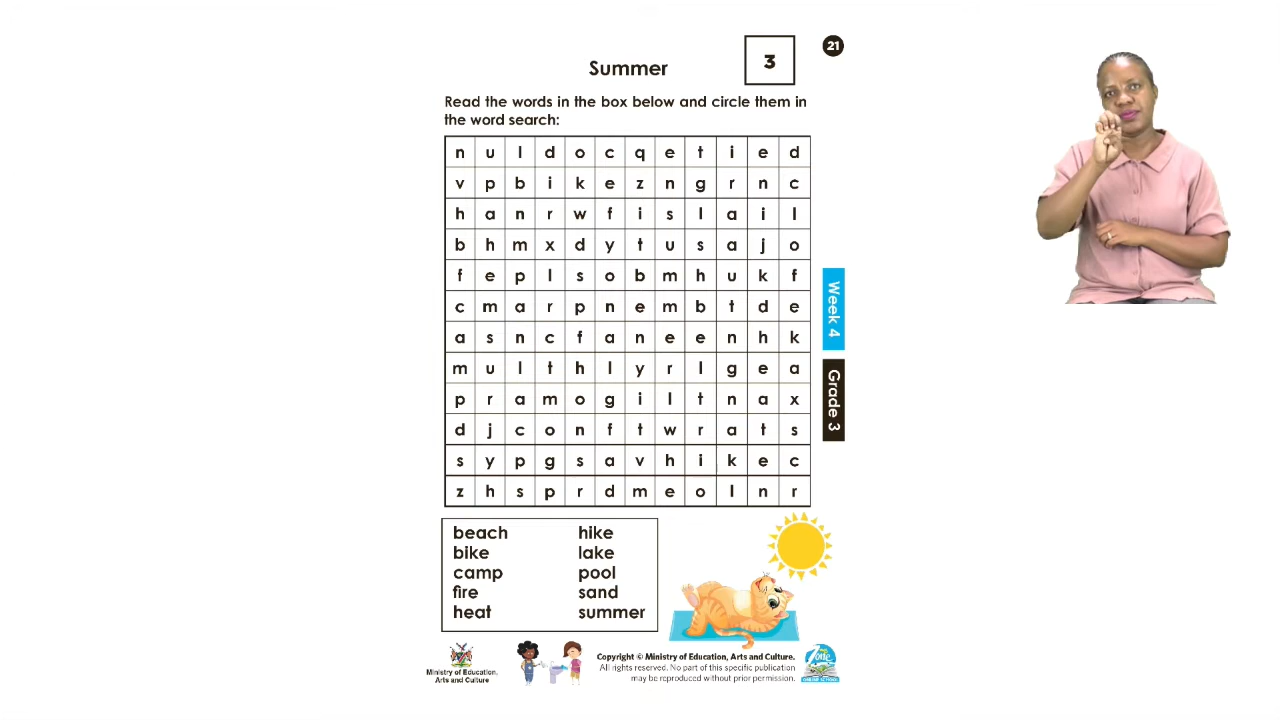 21
3
Summer
Read the words in the box below and circle them in
the word search:
n u l d o c q e t i e d
v p b i k e z n g r n c
h a n r w f i s l a i l
b h m x d y t u s a j o
f e p l s o b m h u k f
c m a r p n e m b t d e
a s n c f a n e e n h k
m u l t h l y r l g e a
p r a m o g i l t n a x
d j c o n f t w r a t s
s y p g s a v h i k e c
z h s p r d m e o l n r
Week 4
Grade 3
beach hike
bike lake
camp pool
fire sand
heat summer
Ministry of Education,
Arts and Culture
Copyright © Ministry of Education, Arts and Culture.
All rights reserved. No part of this specific publication
may be reproduced without prior permission.